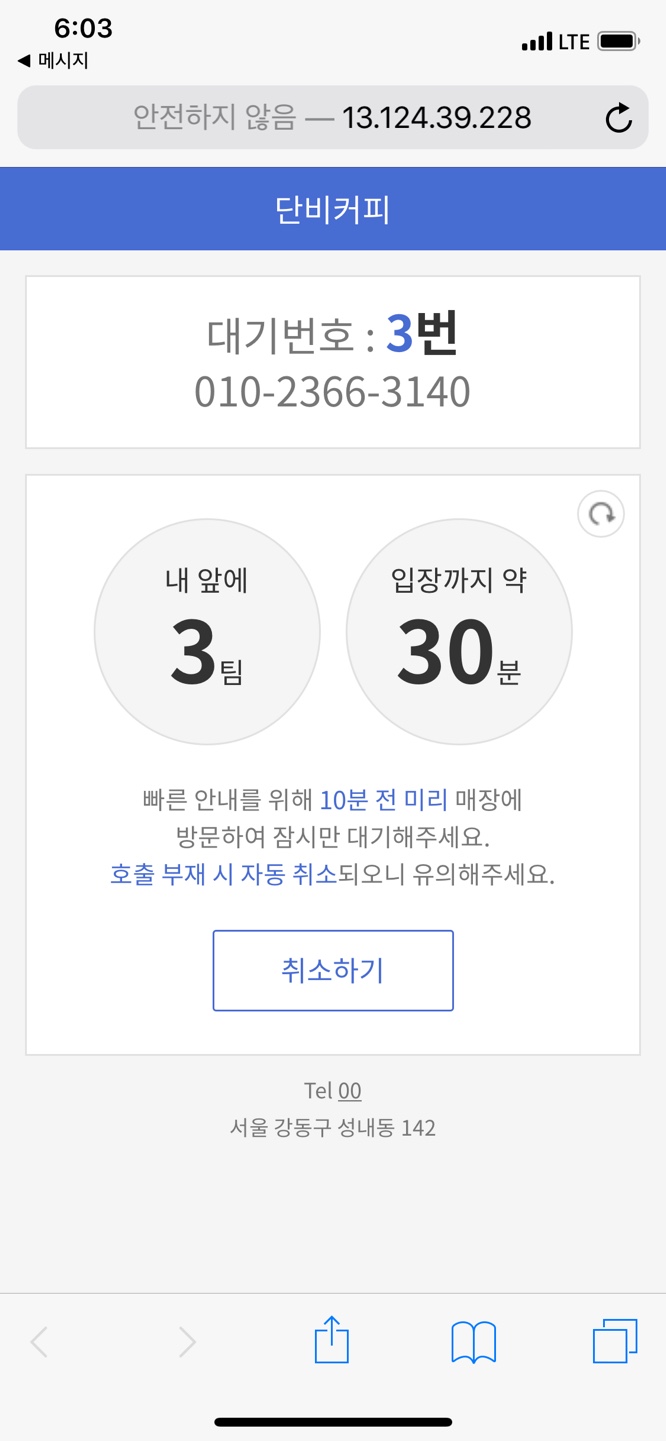 6:03
LTE
◀ 메시지
안전하지 않음 — 13.124.39.228
단비커피
대기번호 : 3번
010-2366-3140
내 앞에
3팀
입장까지 약
30분
빠른 안내를 위해 10분 전 미리 매장에
방문하여 잠시만 대기해주세요.
호출 부재 시 자동 취소되오니 유의해주세요.
취소하기
Tel 00
서울 강동구 성내동 142